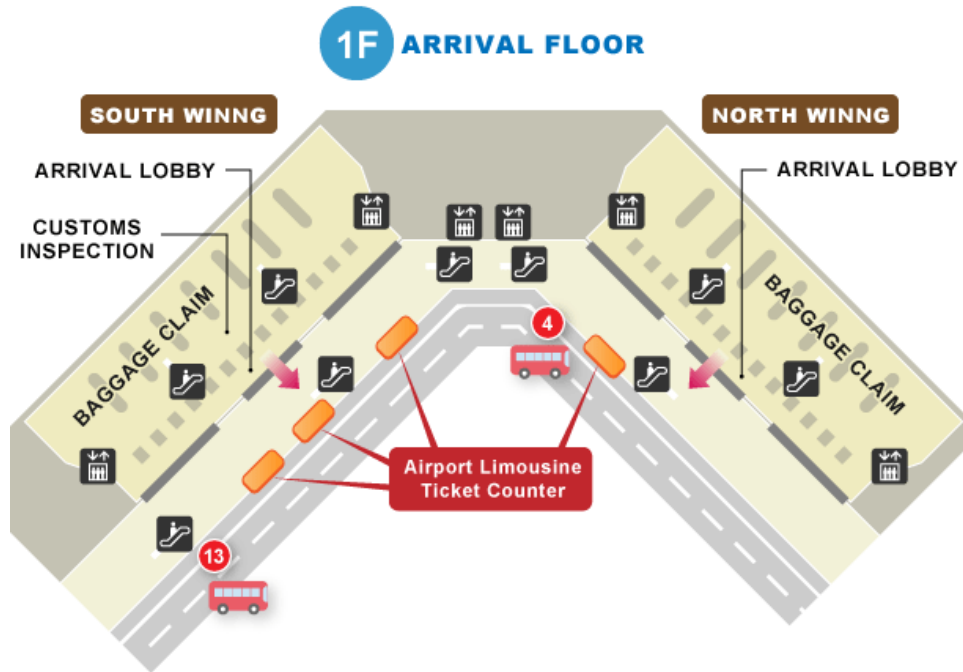 1F ARRIVAL FLOOR
SOUTH WINNG
NORTH WINNG
ARRIVAL LOBBY
ARRIVAL LOBBY
CUSTOMS
INSPECTION
BAGGAGE CLAIM
BAGGAGE CLAIM
4
Airport Limousine
Ticket Counter
13